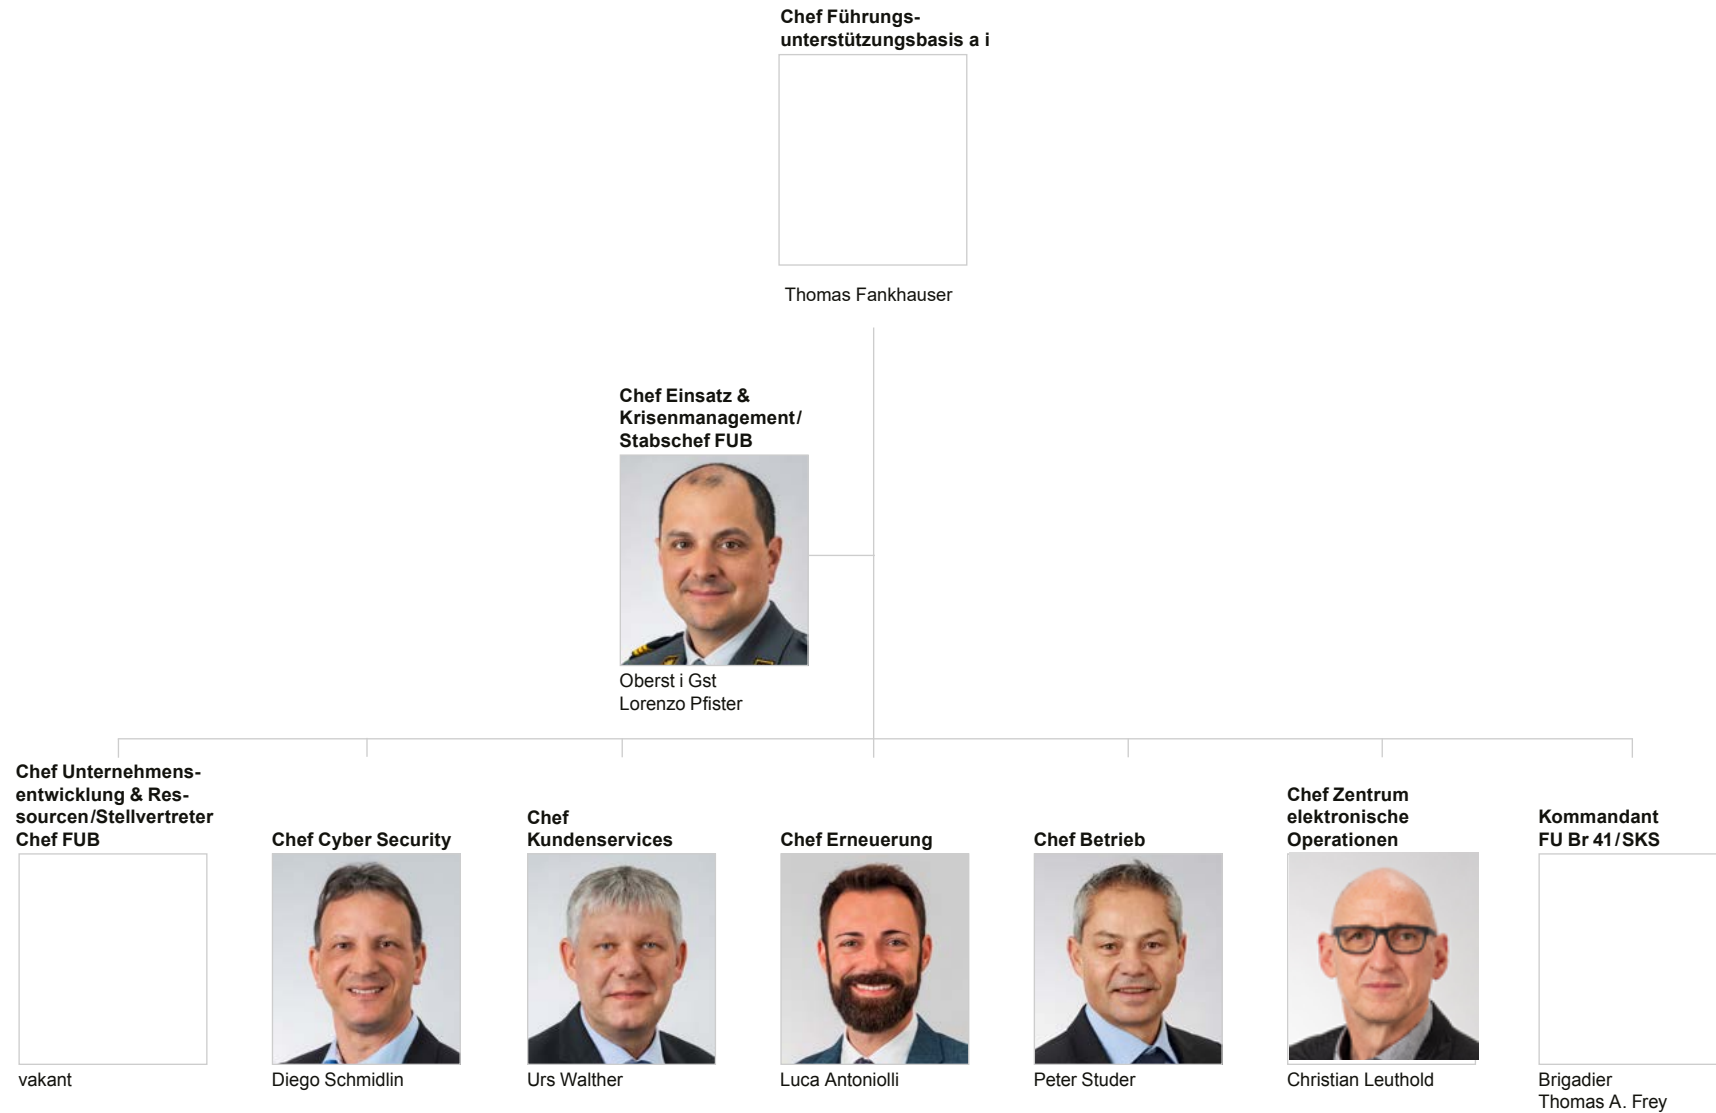 Chef Führungs-
unterstützungsbasis a i
Thomas Fankhauser
Chef Einsatz &
Krisenmanagement/
Stabschef FUB
Oberst i Gst
Lorenzo Pfister
Chef Unternehmens-
entwicklung & Res-
sourcen/Stellvertreter
Chef FUB
vakant
Chef Cyber Security
Diego Schmidlin
Chef
Kundenservices
Urs Walther
Chef Erneuerung
Luca Antoniolli
Chef Betrieb
Peter Studer
Chef Zentrum
elektronische
Operationen
Christian Leuthold
Kommandant
FU Br 41/SKS
Brigadier
Thomas A. Frey